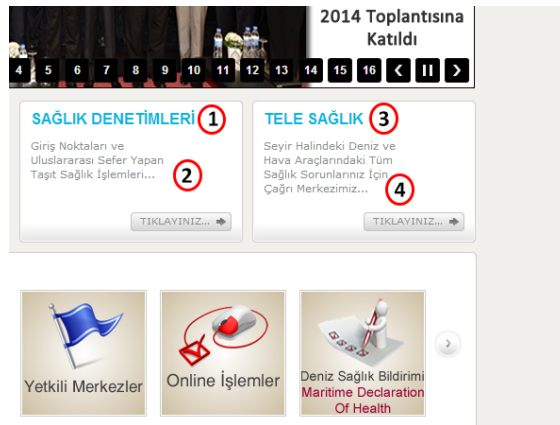 2014 Toplantısına
Katıldı
4 5 6 7 8 9 10 11 12 13 14 15 16
SAĞLIK DENETİMLERİ 1
Giriş Noktaları ve
Uluslararası Sefer Yapan
Taşıt Sağlık İşlemleri...
2
TIKLAYINIZ...
TELE SAĞLIK 3
Seyir Halindeki Deniz ve
Hava Araçlarındaki Tüm
Sağlık Sorunlarınız İçin
Çağrı Merkezimiz...
4
TIKLAYINIZ...
Yetkili Merkezler
Online İşlemler
Deniz Sağlık Bildirimi
Maritime Declaration
Of Health